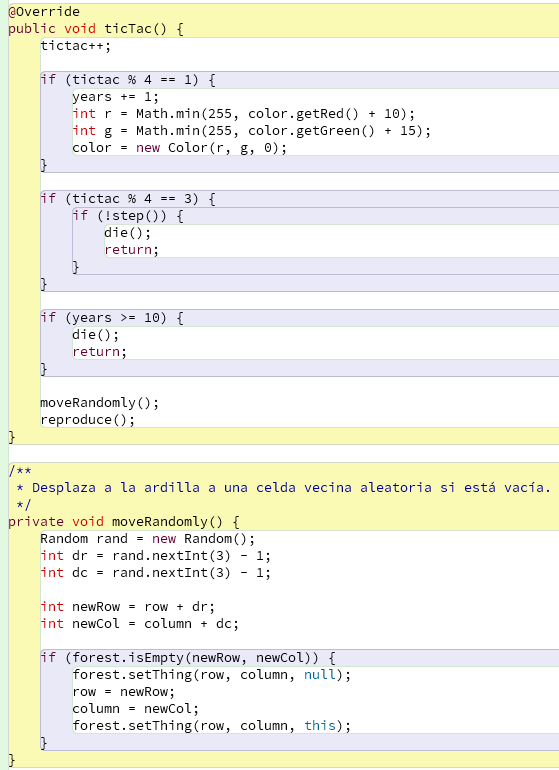 @Override
public void ticTac() {
    tictac++;

    if (tictac % 4 == 1) {
        years += 1;
        int r = Math.min(255, color.getRed() + 10);
        int g = Math.min(255, color.getGreen() + 15);
        color = new Color(r, g, 0);
    }

    if (tictac % 4 == 3) {
        if (!step()) {
            die();
            return;
        }
    }

    if (years >= 10) {
        die();
        return;
    }

    moveRandomly();
    reproduce();
}

/**
 * Desplaza a la ardilla a una celda vecina aleatoria si está vacía.
 */
private void moveRandomly() {
    Random rand = new Random();
    int dr = rand.nextInt(3) - 1;
    int dc = rand.nextInt(3) - 1;

    int newRow = row + dr;
    int newCol = column + dc;

    if (forest.isEmpty(newRow, newCol)) {
        forest.setThing(row, column, null);
        row = newRow;
        column = newCol;
        forest.setThing(row, column, this);
    }
}